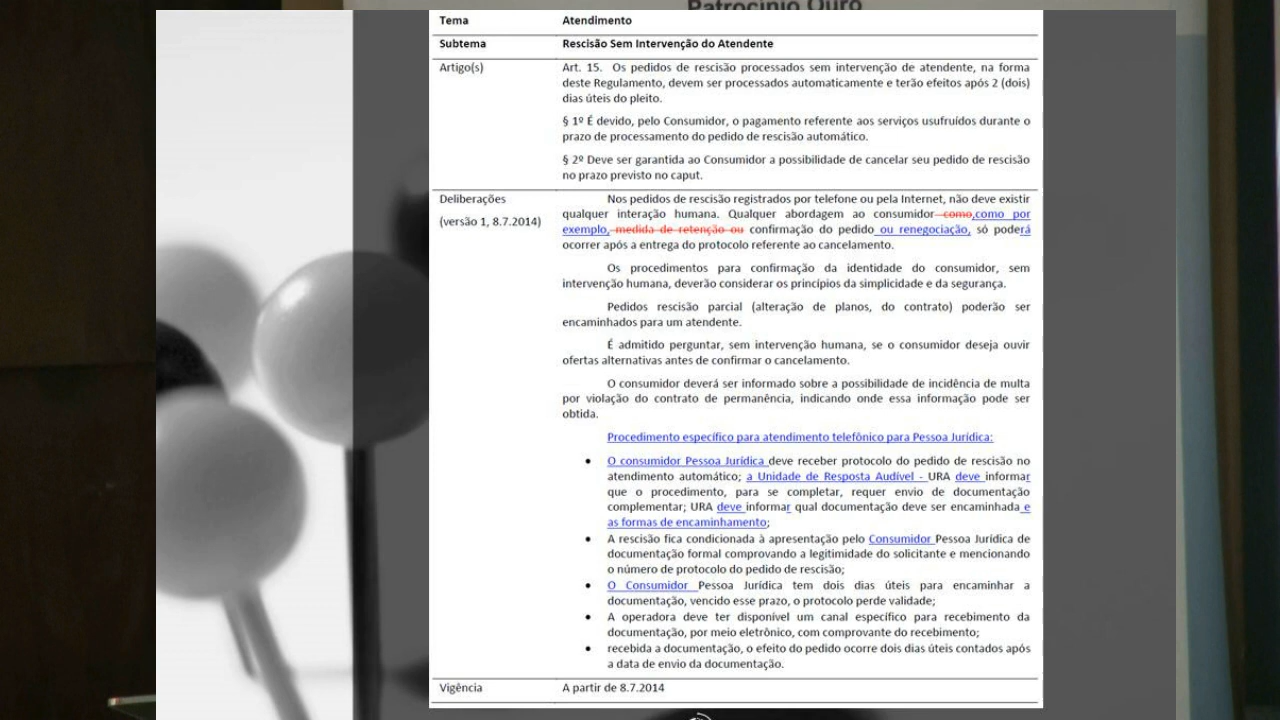 Patrocínio Ouro
Tema Atendimento
Subtema Rescisão Sem Intervenção do Atendente
Artigo(s) Art. 15. Os pedidos de rescisão processados sem intervenção de atendente, na forma
deste Regulamento, devem ser processados automaticamente e terão efeitos após 2 (dois)
dias úteis do pleito.
§ 1º É devido, pelo Consumidor, o pagamento referente aos serviços usufruídos durante o
prazo de processamento do pedido de rescisão automático.
§ 2º Deve ser garantida ao Consumidor a possibilidade de cancelar seu pedido de rescisão
no prazo previsto no caput.
Deliberações
(versão 1, 8.7.2014)
Nos pedidos de rescisão registrados por telefone ou pela Internet, não deve existir
qualquer interação humana. Qualquer abordagem ao consumidor como,como por
exemplo, medida de retenção ou confirmação do pedido ou renegociação, só poderá
ocorrer após a entrega do protocolo referente ao cancelamento.
Os procedimentos para confirmação da identidade do consumidor, sem
intervenção humana, deverão considerar os princípios da simplicidade e da segurança.
Pedidos rescisão parcial (alteração de planos, do contrato) poderão ser
encaminhados para um atendente.
É admitido perguntar, sem intervenção humana, se o consumidor deseja ouvir
ofertas alternativas antes de confirmar o cancelamento.
O consumidor deverá ser informado sobre a possibilidade de incidência de multa
por violação do contrato de permanência, indicando onde essa informação pode ser
obtida.
Procedimento específico para atendimento telefônico para Pessoa Jurídica:
• O consumidor Pessoa Jurídica deve receber protocolo do pedido de rescisão no
atendimento automático; a Unidade de Resposta Audível - URA deve informar
que o procedimento, para se completar, requer envio de documentação
complementar; URA deve informar qual documentação deve ser encaminhada e
as formas de encaminhamento;
• A rescisão fica condicionada à apresentação pelo Consumidor Pessoa Jurídica de
documentação formal comprovando a legitimidade do solicitante e mencionando
o número de protocolo do pedido de rescisão;
• O Consumidor Pessoa Jurídica tem dois dias úteis para encaminhar a
documentação, vencido esse prazo, o protocolo perde validade;
• A operadora deve ter disponível um canal específico para recebimento da
documentação, por meio eletrônico, com comprovante do recebimento;
• recebida a documentação, o efeito do pedido ocorre dois dias úteis contados após
a data de envio da documentação.
Vigência A partir de 8.7.2014